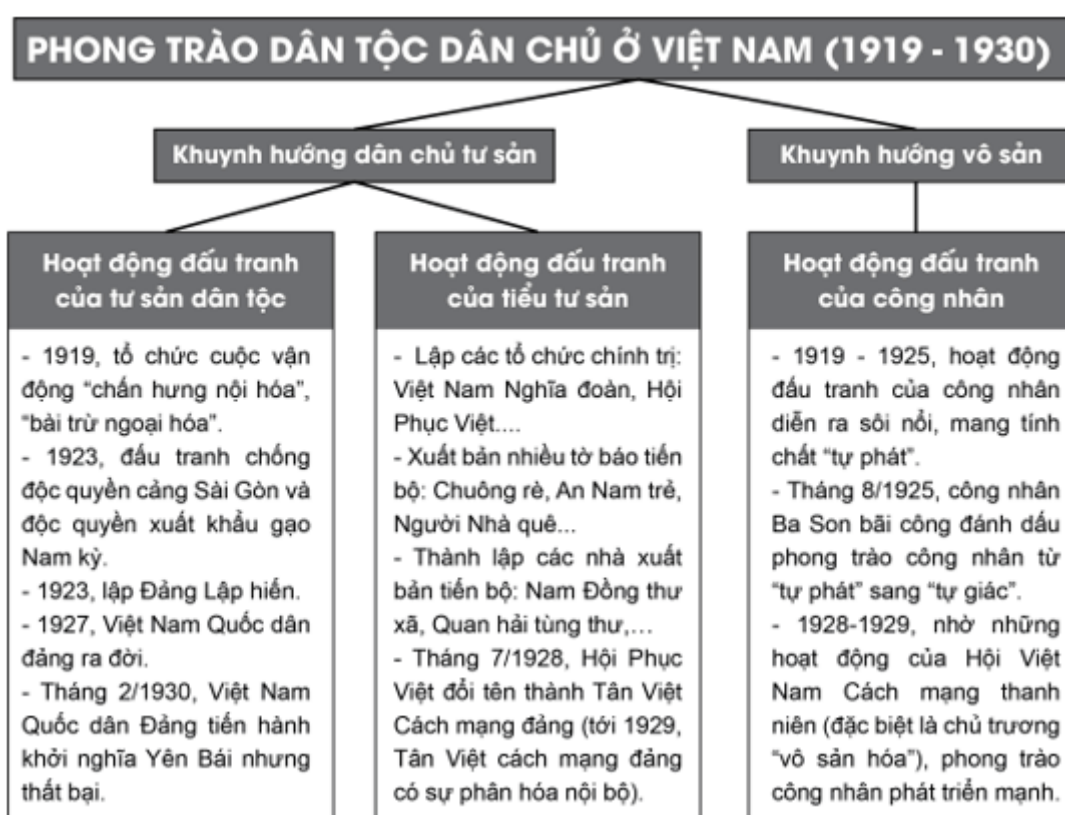 PHONG TRÀO DÂN TỘC DÂN CHỦ Ở VIỆT NAM (1919 - 1930)
Khuynh hướng dân chủ tư sản
Khuynh hướng vô sản
Hoạt động đấu tranh
của tư sản dân tộc
- 1919, tổ chức cuộc vận
động “chấn hưng nội hóa”,
“bài trừ ngoại hóa”.
- 1923, đấu tranh chống
độc quyền cảng Sài Gòn và
độc quyền xuất khẩu gạo
Nam kỳ.
- 1923, lập Đảng Lập hiến.
- 1927, Việt Nam Quốc dân
đảng ra đời.
- Tháng 2/1930, Việt Nam
Quốc dân Đảng tiến hành
khởi nghĩa Yên Bái nhưng
thất bại.
Hoạt động đấu tranh
của tiểu tư sản
- Lập các tổ chức chính trị:
Việt Nam Nghĩa đoàn, Hội
Phục Việt....
- Xuất bản nhiều tờ báo tiến
bộ: Chuông rè, An Nam trẻ,
Người Nhà quê...
- Thành lập các nhà xuất
bản tiến bộ: Nam Đồng thư
xã, Quan hải tùng thư,...
- Tháng 7/1928, Hội Phục
Việt đổi tên thành Tân Việt
Cách mạng đảng (tới 1929,
Tân Việt cách mạng đảng
có sự phân hóa nội bộ).
Hoạt động đấu tranh
của công nhân
- 1919 - 1925, hoạt động
đấu tranh của công nhân
diễn ra sôi nổi, mang tính
chất “tự phát”.
- Tháng 8/1925, công nhân
Ba Son bãi công đánh dấu
phong trào công nhân từ
“tự phát” sang “tự giác”.
- 1928-1929, nhờ những
hoạt động của Hội Việt
Nam Cách mạng thanh
niên (đặc biệt là chủ trương
“vô sản hóa”), phong trào
công nhân phát triển mạnh.